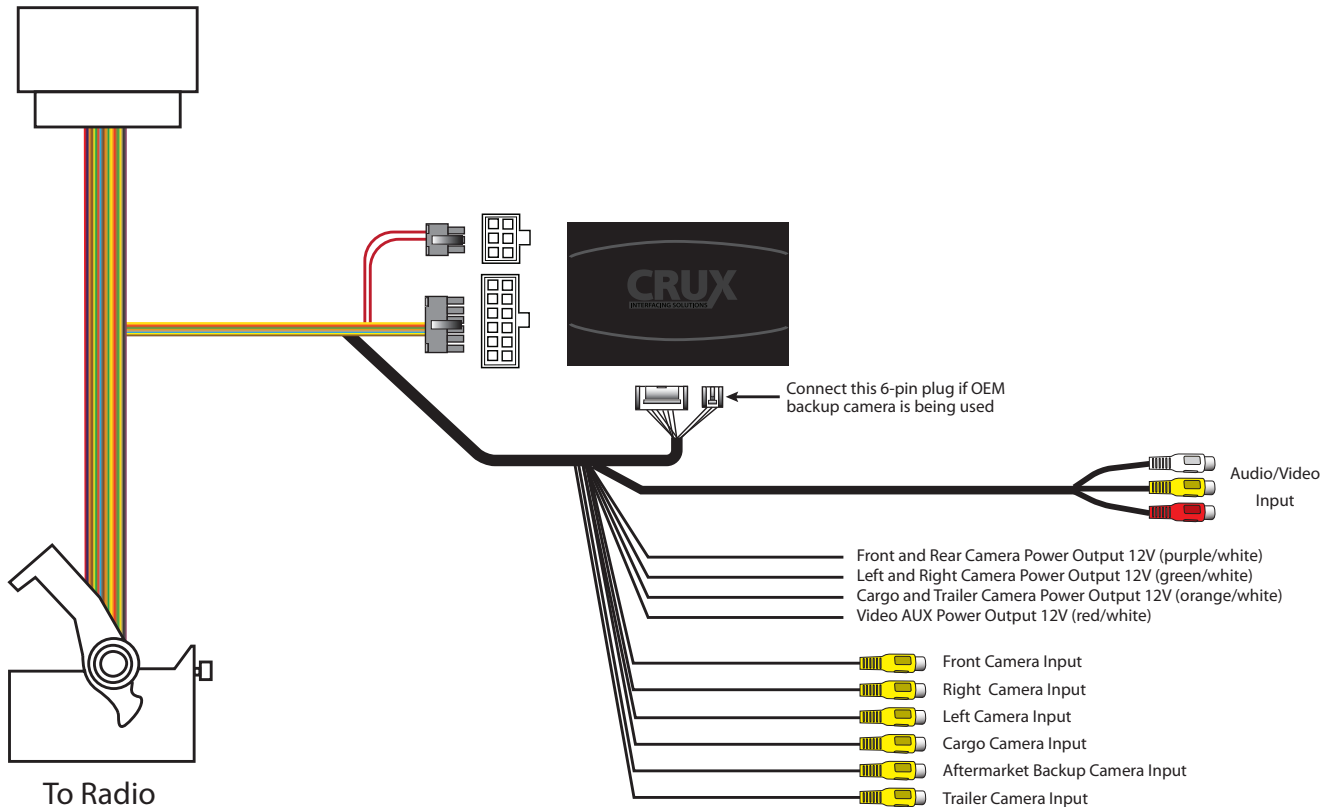 CRUX
INTERFACING SOLUTIONS
Connect this 6-pin plug if OEM
backup camera is being used
Audio/Video
Input
Front and Rear Camera Power Output 12V (purple/white)
Left and Right Camera Power Output 12V (green/white)
Cargo and Trailer Camera Power Output 12V (orange/white)
Video AUX Power Output 12V (red/white)
Front Camera Input
Right Camera Input
Left Camera Input
Cargo Camera Input
Aftermarket Backup Camera Input
Trailer Camera Input
To Radio